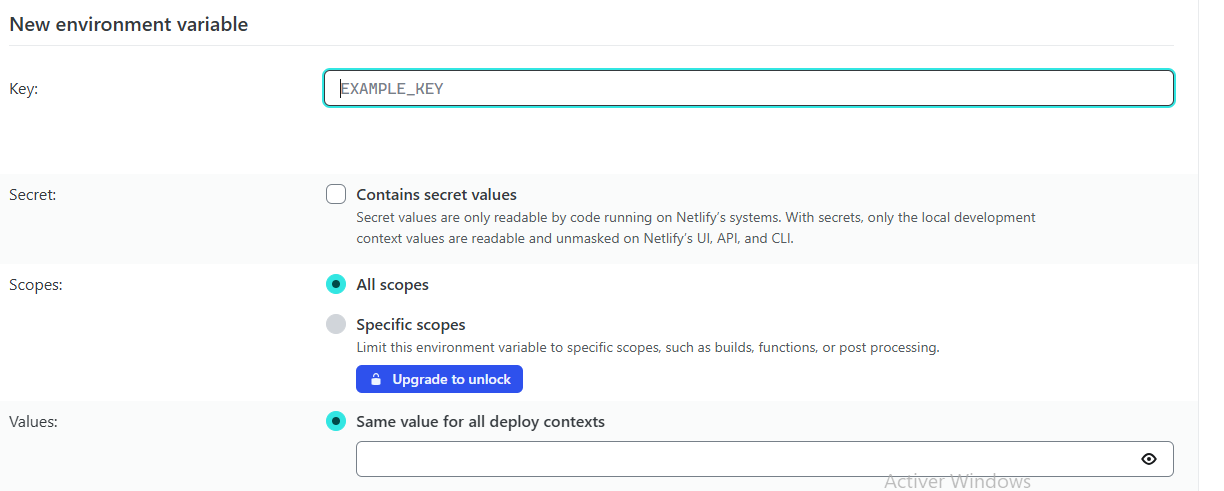 New environment variable
Key:
EXAMPLE_KEY
Secret:
Contains secret values
Secret values are only readable by code running on Netlify’s systems. With secrets, only the local development
context values are readable and unmasked on Netlify’s UI, API, and CLI.
Scopes:
All scopes
Specific scopes
Limit this environment variable to specific scopes, such as builds, functions, or post processing.
Upgrade to unlock
Values:
Same value for all deploy contexts
Activer Windows